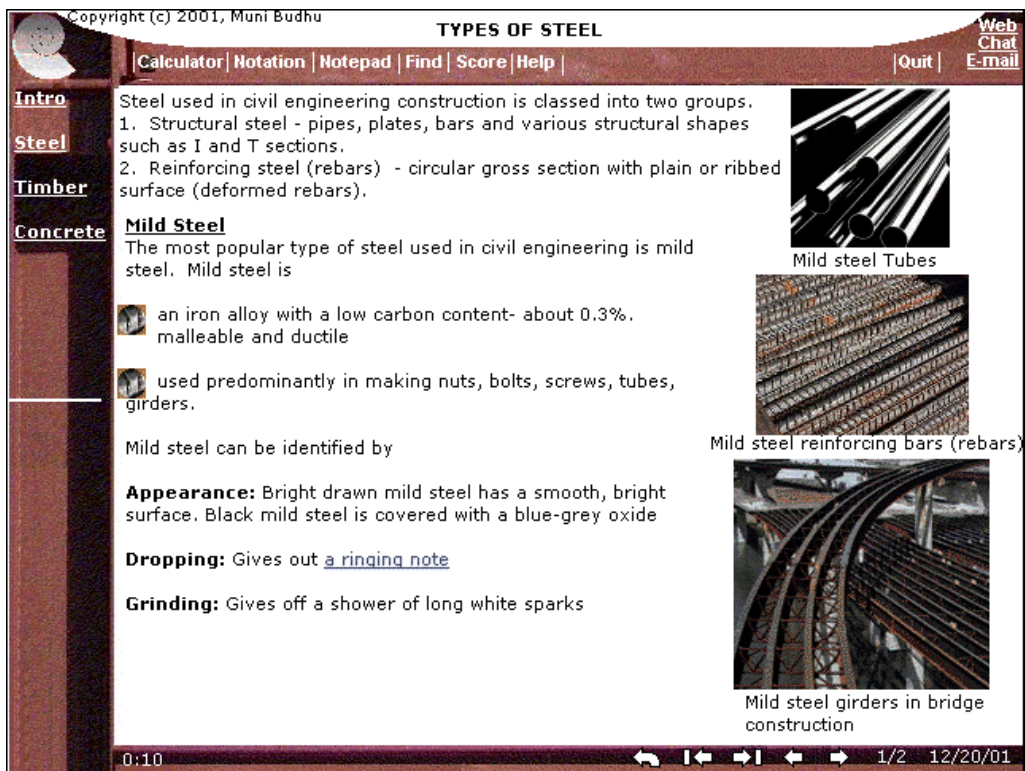 Copyright (c) 2001, Muni Budhu
TYPES OF STEEL
Web
Chat
E-mail
Calculator| Notation |Notepad |Find | Score|Help |
|Quit |
Intro
Steel
Timber
Concrete
Steel used in civil engineering construction is classed into two groups.
1. Structural steel - pipes, plates, bars and various structural shapes
such as I and T sections.
2. Reinforcing steel (rebars) - circular gross section with plain or ribbed
surface (deformed rebars).
Mild Steel
The most popular type of steel used in civil engineering is mild
steel. Mild steel is
an iron alloy with a low carbon content- about 0.3%.
malleable and ductile
used predominantly in making nuts, bolts, screws, tubes,
girders.
Mild steel can be identified by
Appearance: Bright drawn mild steel has a smooth, bright
surface. Black mild steel is covered with a blue-grey oxide
Dropping: Gives out a ringing note
Grinding: Gives off a shower of long white sparks
Mild steel Tubes
Mild steel reinforcing bars (rebars)
Mild steel girders in bridge
construction
0:10
1/2 12/20/01